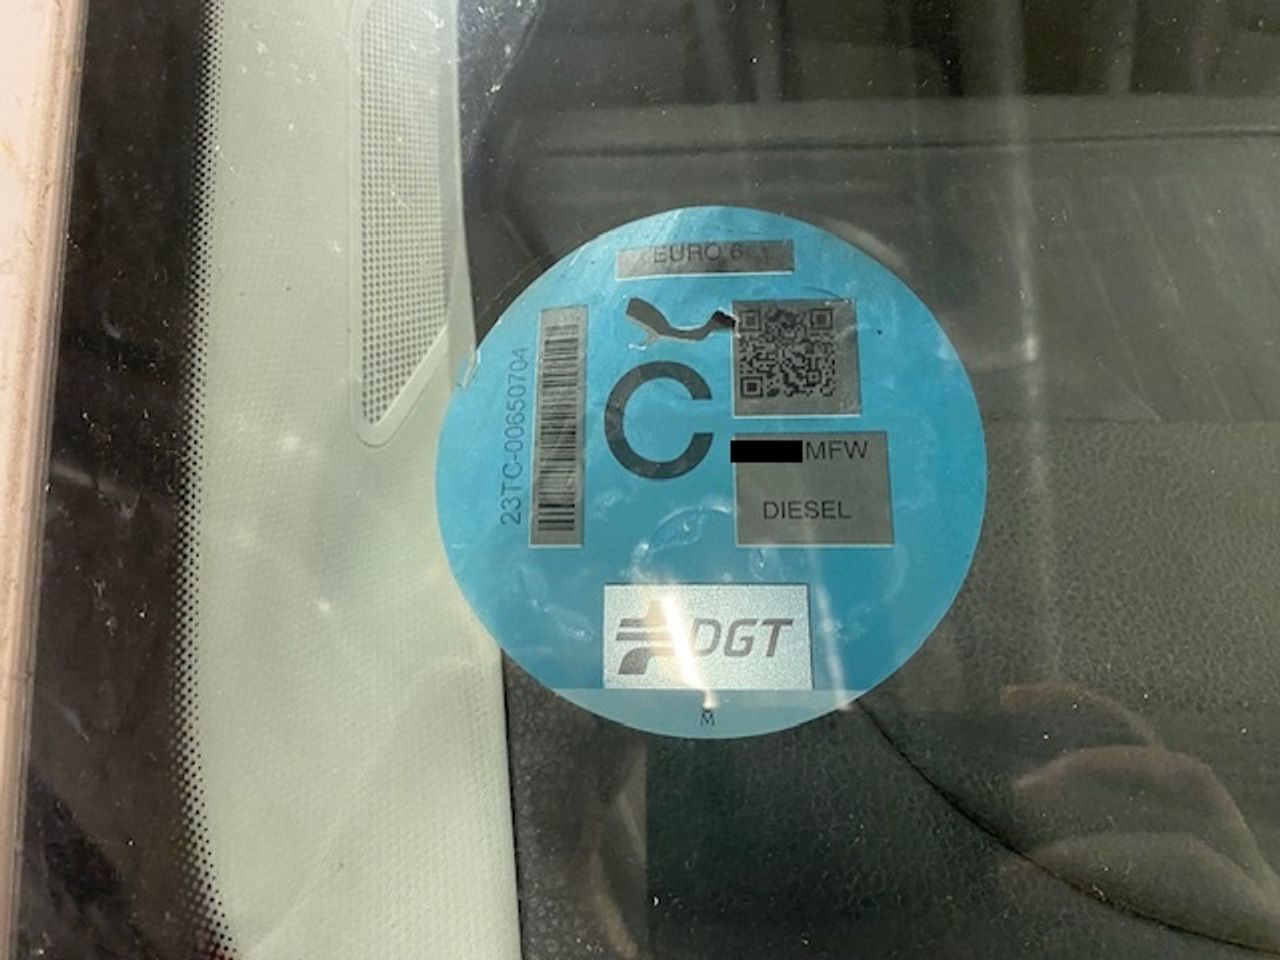 EURO 6
23TC-00650704
C
MFW
DIESEL
DGT
M